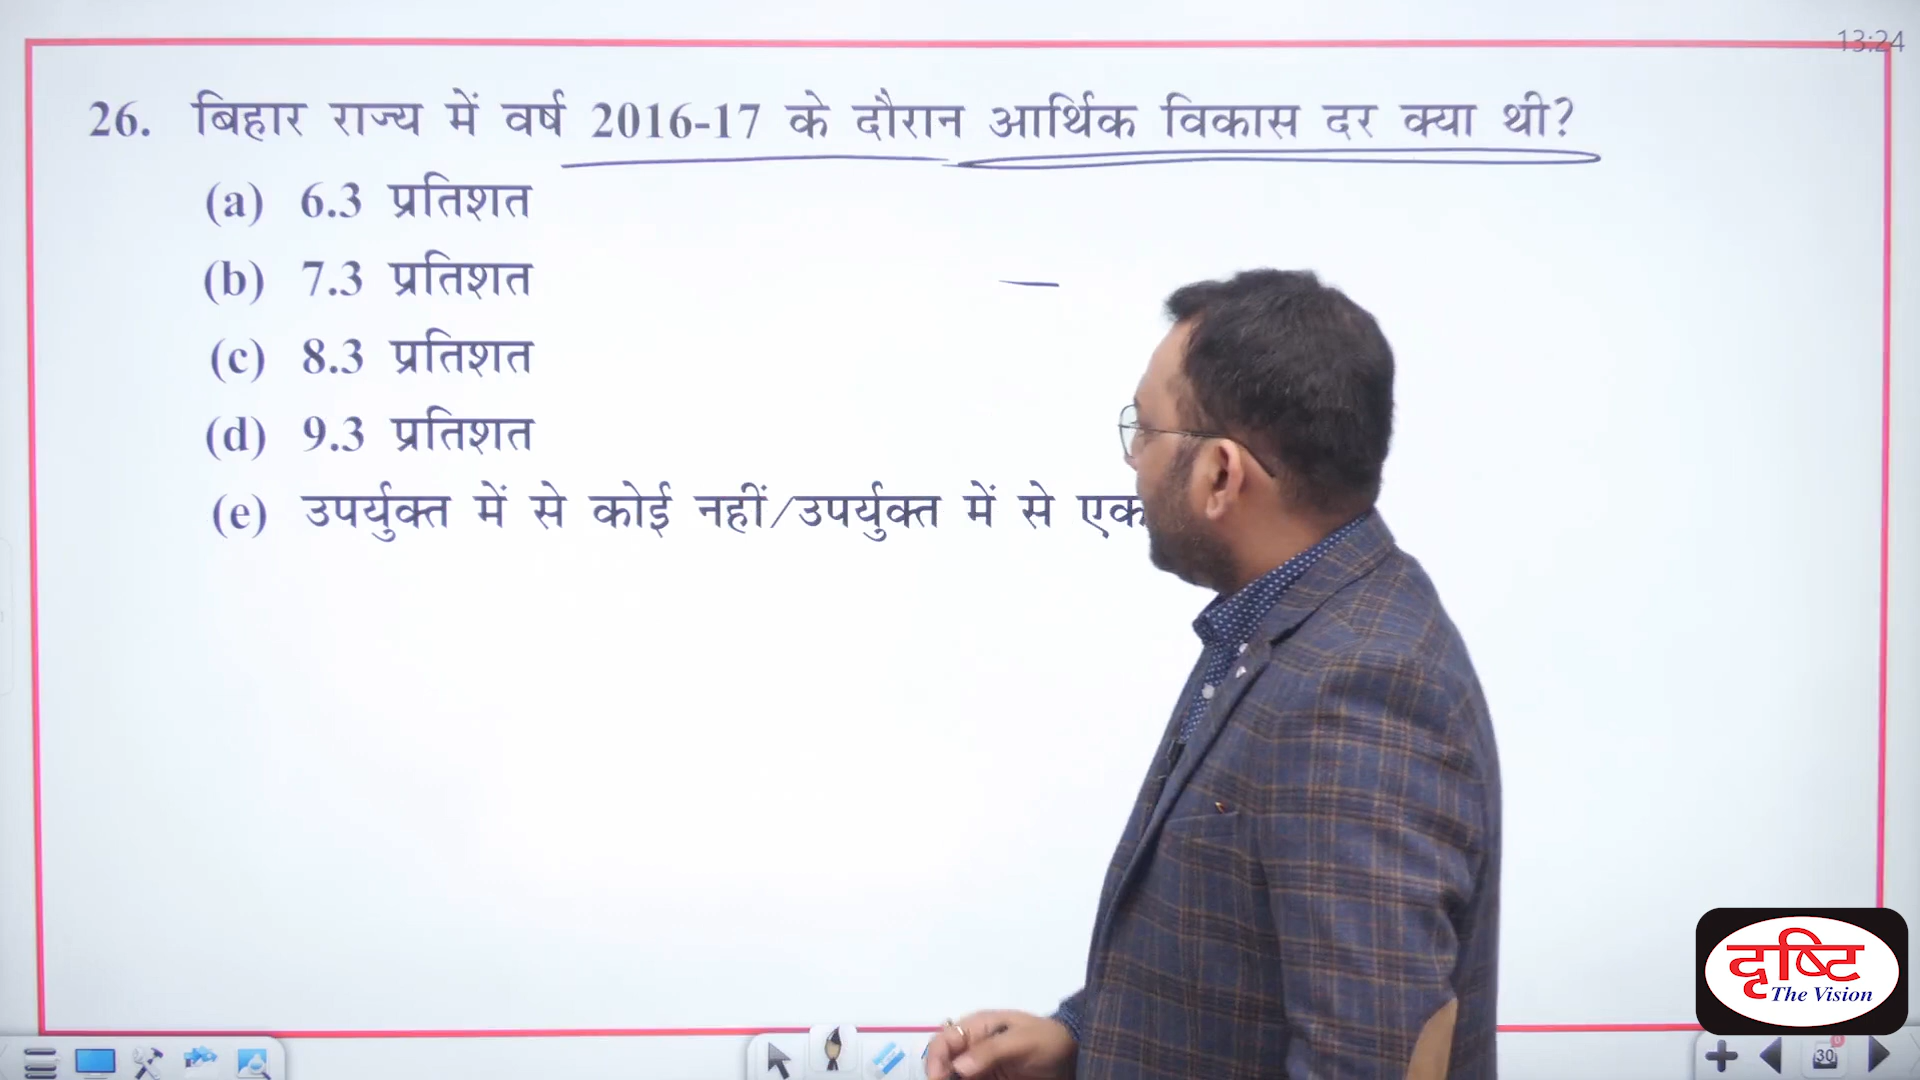 13:24
26. बिहार राज्य में वर्ष 2016-17 के दौरान आर्थिक विकास दर क्या थी?
(a) 6.3 प्रतिशत
(b) 7.3 प्रतिशत
(c) 8.3 प्रतिशत
(d) 9.3 प्रतिशत
(e) उपर्युक्त में से कोई नहीं/उपर्युक्त में से एक
दृष्टि
The Vision
30